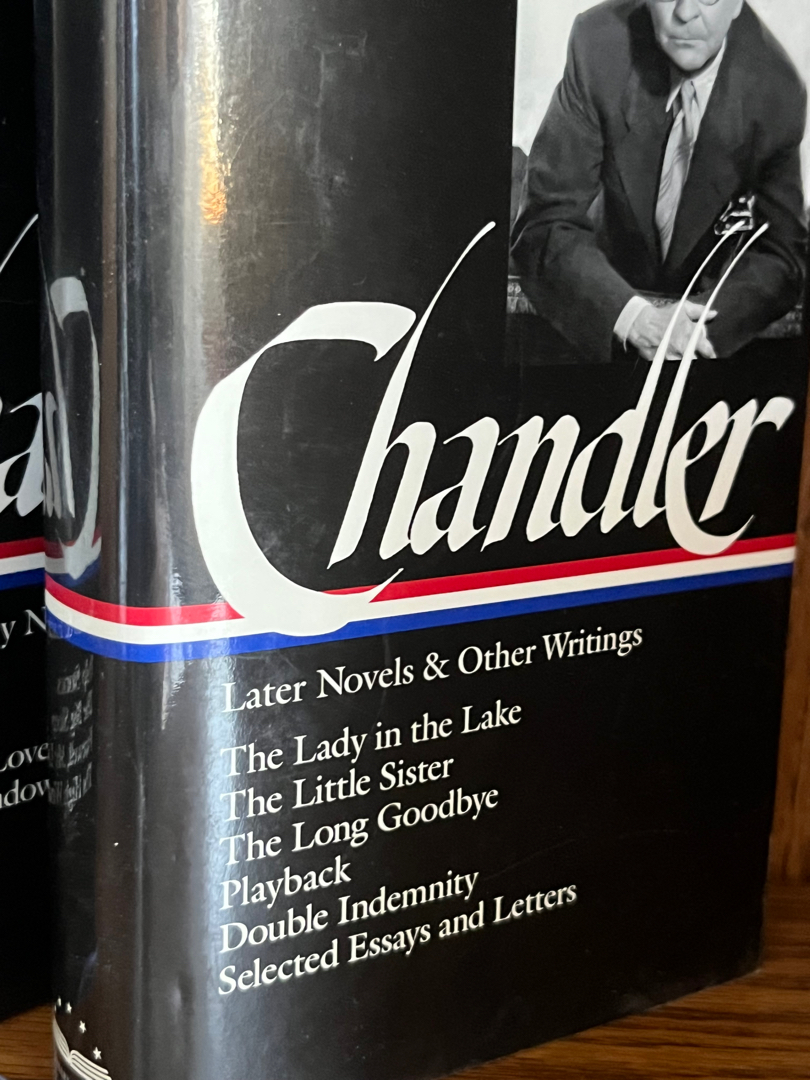 Chandler
Later Novels & Other Writings
The Lady in the Lake
The Little Sister
The Long Goodbye
Playback
Double Indemnity
Selected Essays and Letters